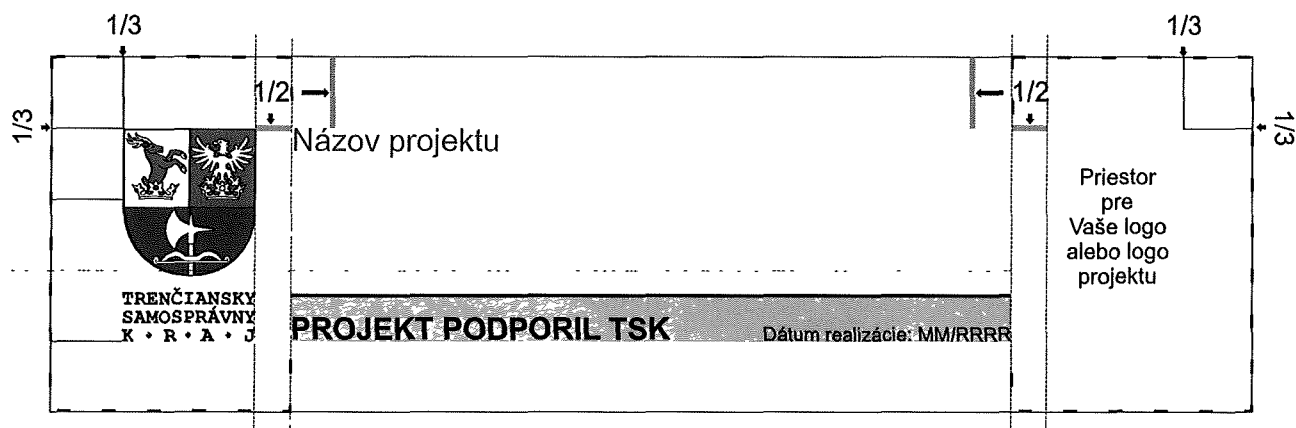 1/3
1/3
1/2
1/2
1/3
1/3
Názov projektu
Priestor
pre
Vaše logo
alebo logo
projektu
TRENČIANSKY
SAMOSPRÁVNY
K · R · A · J
PROJEKT PODPORIL TSK
Dátum realizácie: MM/RRRR